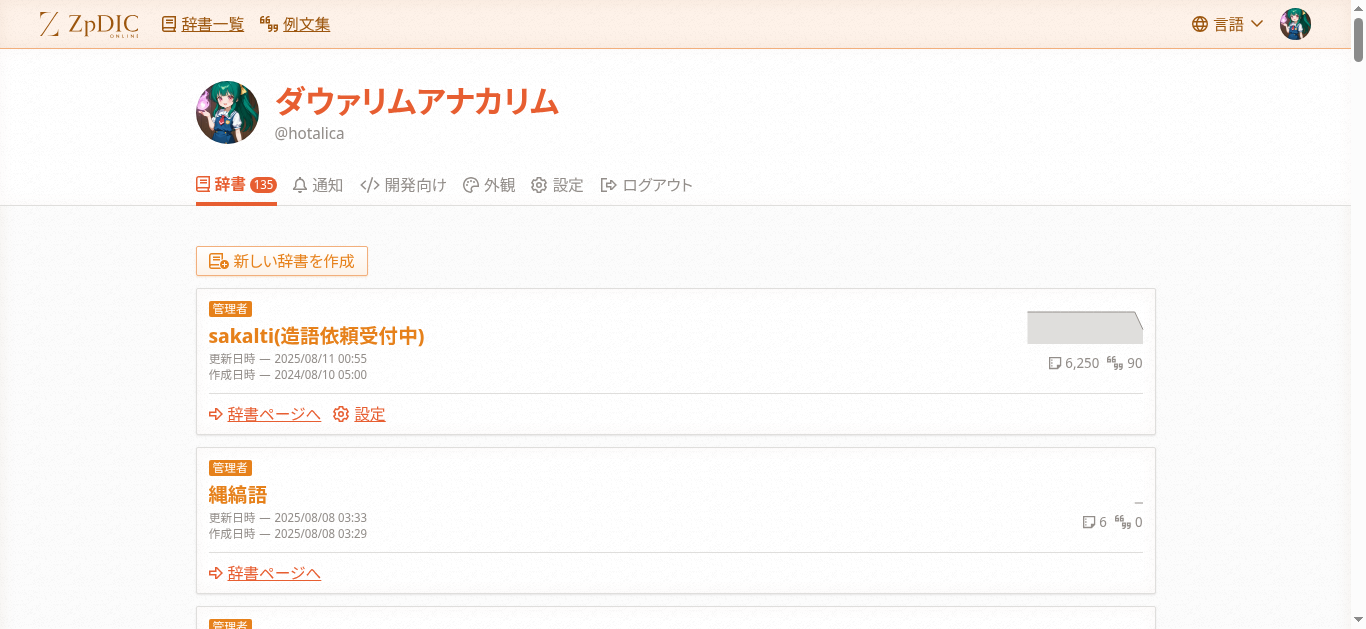 ZpDIC ONLINE 辞書一覧 例文集 言語
ダウァリムアナカリム
@hotalica
辞書 135 通知 開発向け 外観 設定 ログアウト
新しい辞書を作成
管理者
sakalti(造語依頼受付中)
更新日時 — 2025/08/11 00:55
作成日時 — 2024/08/10 05:00
6,250 90
辞書ページへ 設定
管理者
縄縞語
更新日時 — 2025/08/08 03:33
作成日時 — 2025/08/08 03:29
6 0
辞書ページへ
管理者